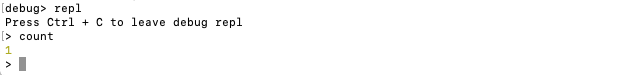 [debug> repl
Press Ctrl + C to leave debug repl
[> count
1
>